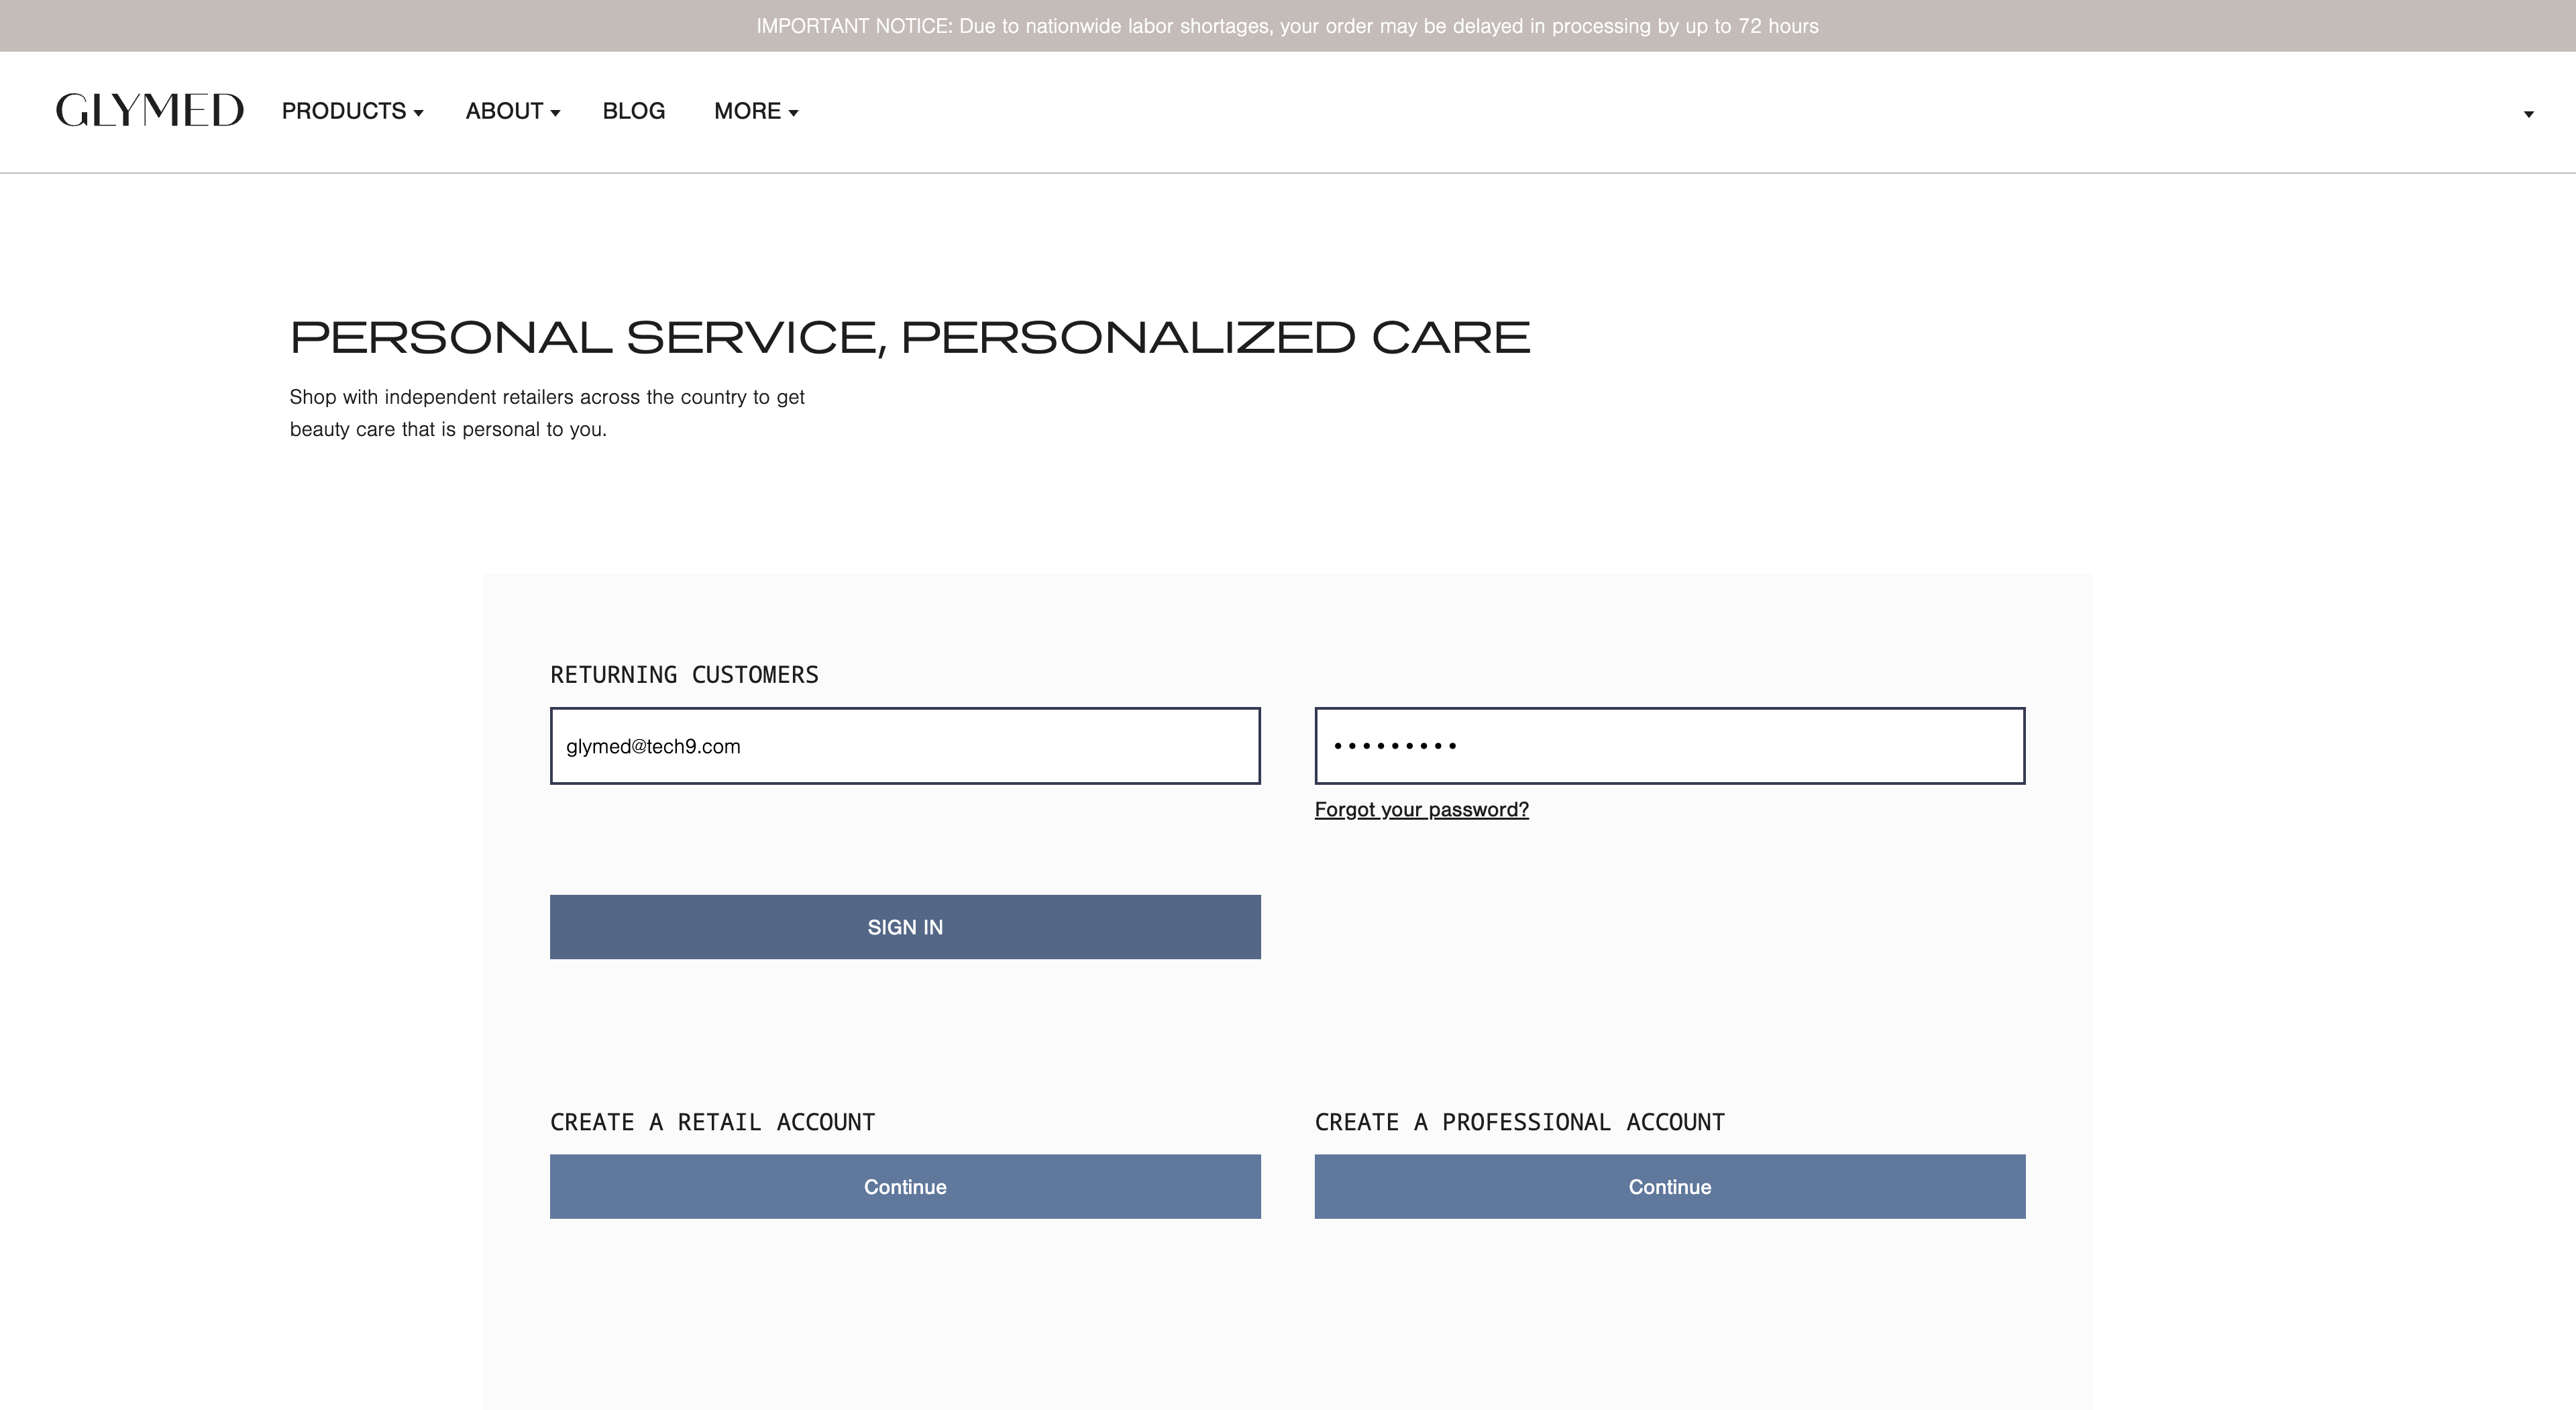 IMPORTANT NOTICE: Due to nationwide labor shortages, your order may be delayed in processing by up to 72 hours
GLYMED PRODUCTS ABOUT BLOG MORE
PERSONAL SERVICE, PERSONALIZED CARE
Shop with independent retailers across the country to get
beauty care that is personal to you.
RETURNING CUSTOMERS
glymed@tech9.com •••••••••
Forgot your password?
SIGN IN
CREATE A RETAIL ACCOUNT CREATE A PROFESSIONAL ACCOUNT
Continue Continue